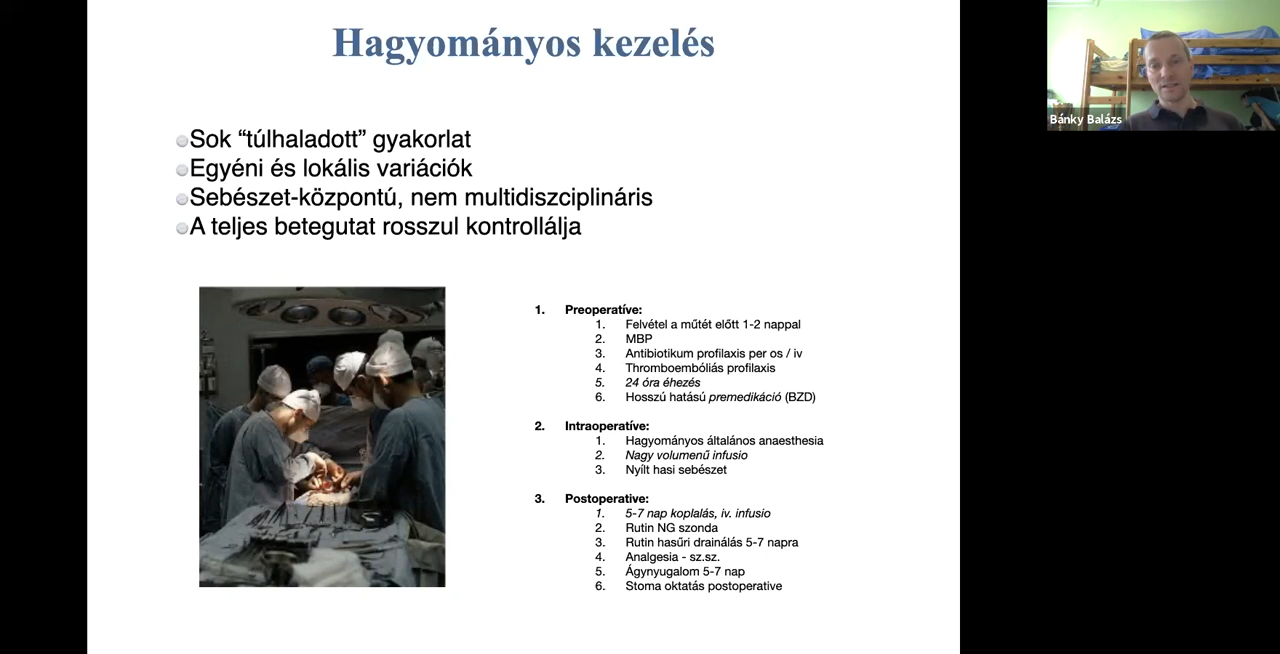 Hagyományos kezelés
Bánky Balázs
Sok “túlhaladott” gyakorlat
Egyéni és lokális variációk
Sebészet-központú, nem multidiszciplináris
A teljes betegutat rosszul kontrollálja
1. Preoperatíve:
1. Felvétel a műtét előtt 1-2 nappal
2. MBP
3. Antibiotikum profilaxis per os / iv
4. Thromboembóliás profilaxis
5. 24 óra éhezés
6. Hosszú hatású premedikáció (BZD)
2. Intraoperatíve:
1. Hagyományos általános anaesthesia
2. Nagy volumenű infusio
3. Nyílt hasi sebészet
3. Postoperative:
1. 5-7 nap koplalás, iv. infusio
2. Rutin NG szonda
3. Rutin hasűri drainálás 5-7 napra
4. Analgesia - sz.sz.
5. Ágynyugalom 5-7 nap
6. Stoma oktatás postoperative